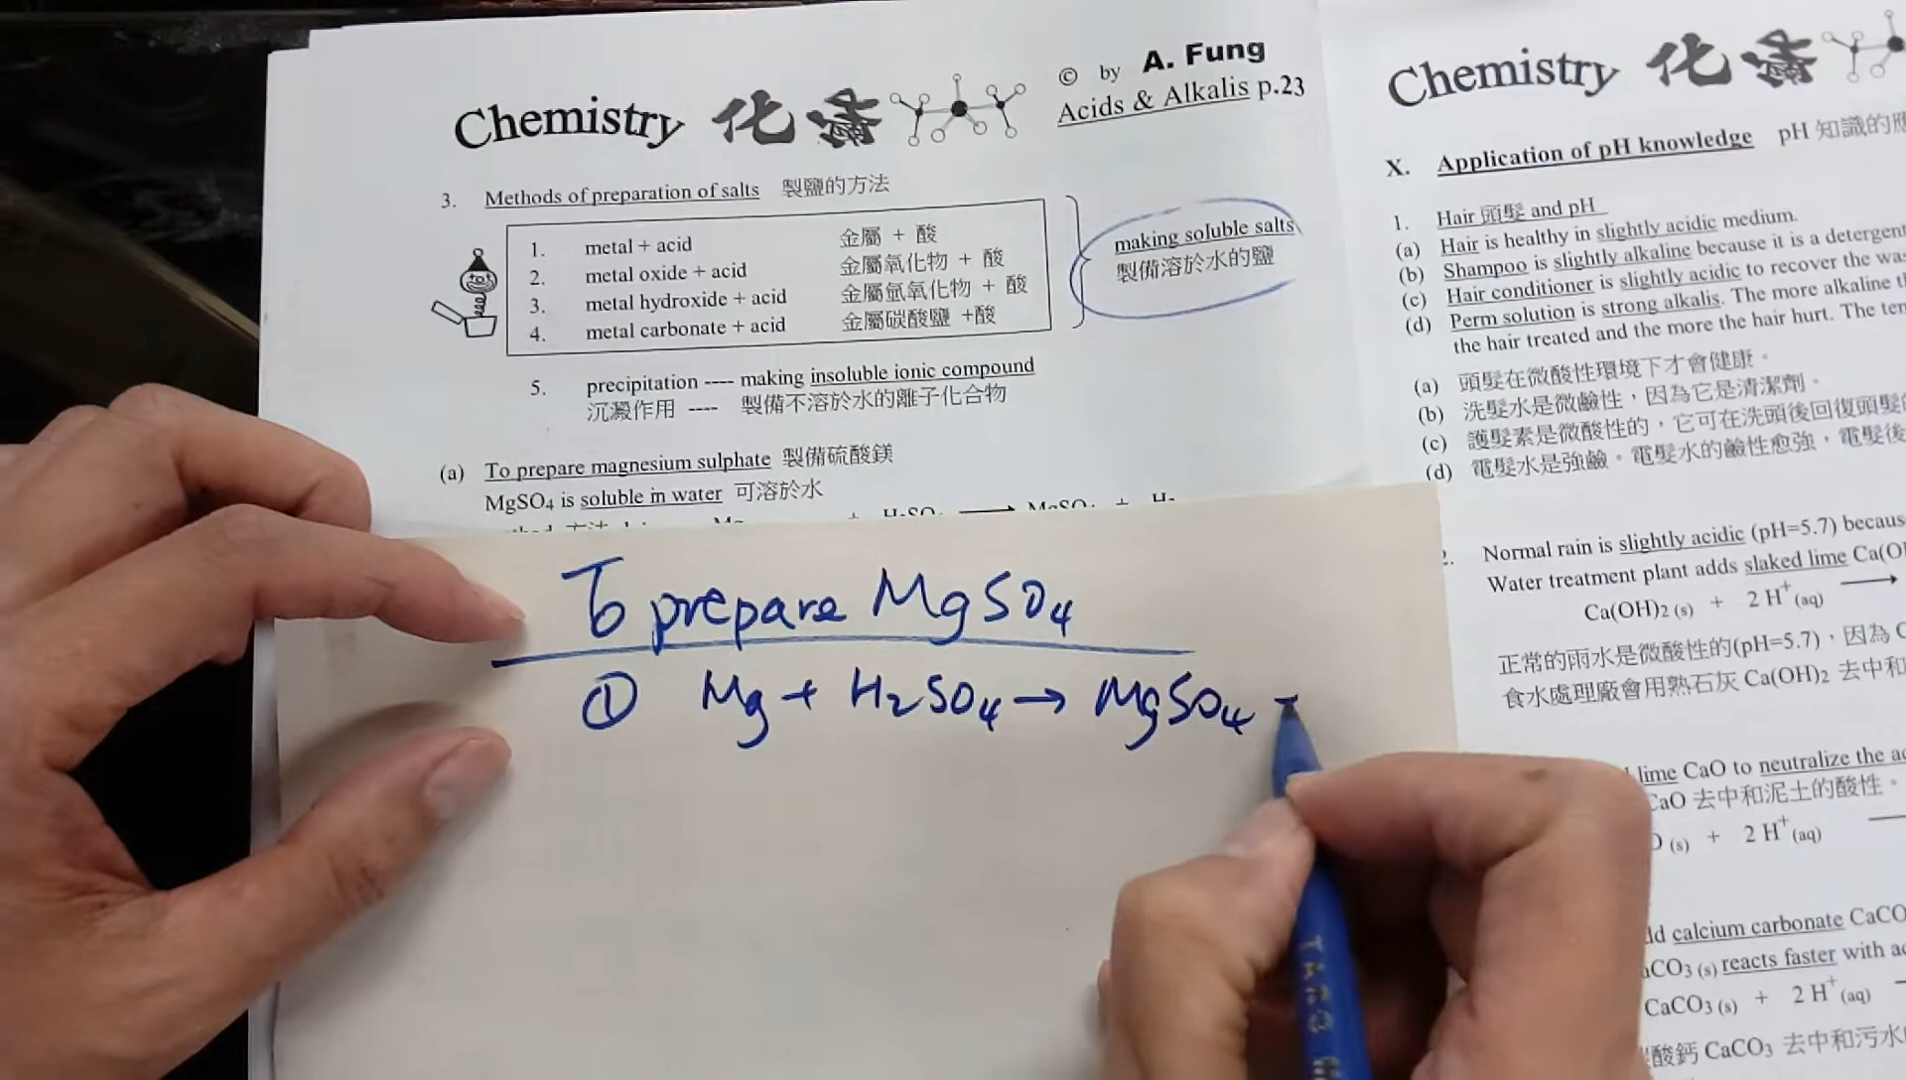 Chemistry 化學
© by A. Fung
Acids & Alkalis p.23
3. Methods of preparation of salts 製鹽的方法
1. metal + acid 金屬 + 酸
2. metal oxide + acid 金屬氧化物 + 酸
3. metal hydroxide + acid 金屬氫氧化物 + 酸
4. metal carbonate + acid 金屬碳酸鹽 +酸
making soluble salts
製備溶於水的鹽
5. precipitation ---- making insoluble ionic compound
沉澱作用 ---- 製備不溶於水的離子化合物
(a) To prepare magnesium sulphate 製備硫酸鎂
MgSO4 is soluble in water 可溶於水
To prepare MgSO4
① Mg + H2SO4 → MgSO4
Chemistry 化學
X. Application of pH knowledge pH 知識的應
1. Hair 頭髮 and pH
(a) Hair is healthy in slightly acidic medium.
(b) Shampoo is slightly alkaline because it is a detergent
(c) Hair conditioner is slightly acidic to recover the
(d) Perm solution is strong alkalis. The more alkaline
the hair treated and the more the hair hurt. The
(a) 頭髮在微酸性環境下才會健康。
(b) 洗髮水是微鹼性，因為它是清潔劑。
(c) 護髮素是微酸性的，它可在洗頭後回復頭髮
(d) 電髮水是強鹼。電髮水的鹼性愈強，電髮後
2. Normal rain is slightly acidic (pH=5.7)
Water treatment plant adds slaked lime
Ca(OH)2 (s) + 2 H+ (aq) →
正常的雨水是微酸性的(pH=5.7)，因為
食水處理廠會用熟石灰 Ca(OH)2 去中和
lime CaO to neutralize the
CaO 去中和泥土的酸性。
(s) + 2 H+ (aq)
calcium carbonate
(s) reacts faster with
CaCO3 (s) + 2 H+ (aq)
酸鈣 CaCO3 去中和污水